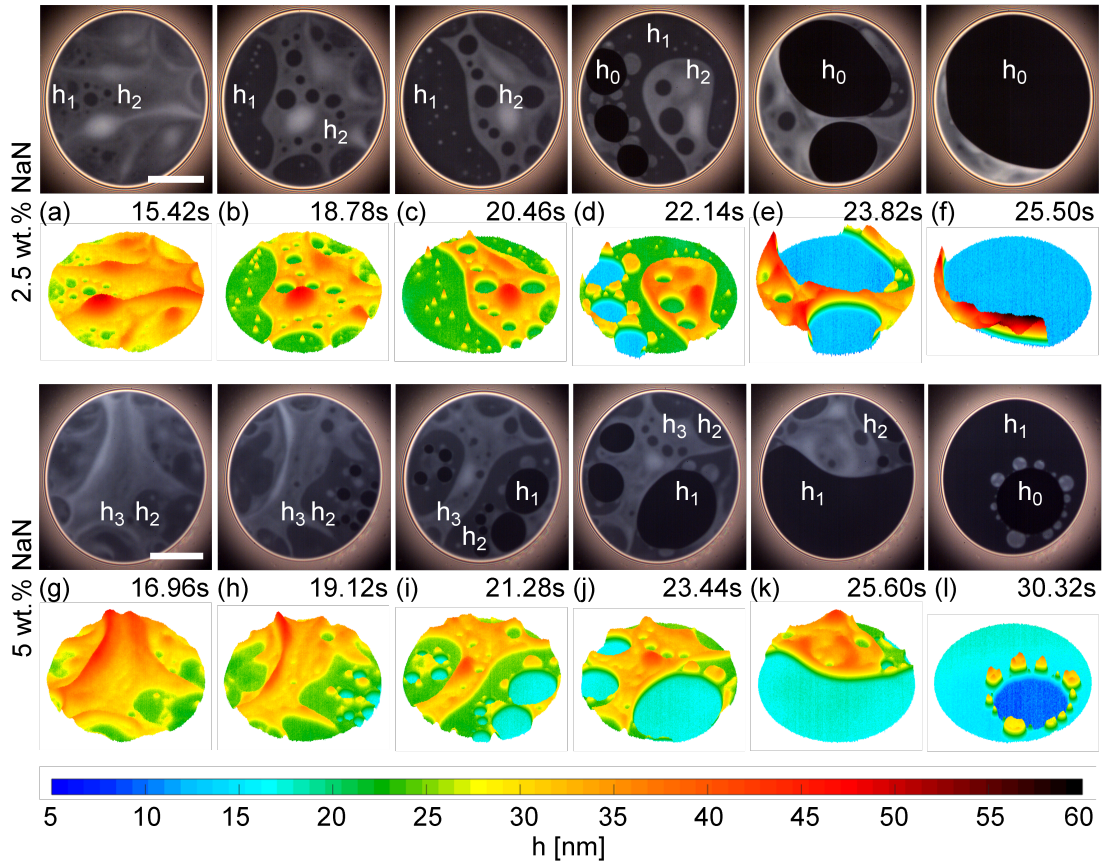 2.5 wt.% NaN
h₁ h₂
h₁ h₂
h₁ h₂
h₁ h₀ h₂
h₀
h₀
(a) 15.42s
(b) 18.78s
(c) 20.46s
(d) 22.14s
(e) 23.82s
(f) 25.50s
5 wt.% NaN
h₃ h₂
h₃ h₂
h₁ h₃ h₂
h₃ h₂ h₁
h₂ h₁
h₁ h₀
(g) 16.96s
(h) 19.12s
(i) 21.28s
(j) 23.44s
(k) 25.60s
(l) 30.32s
5 10 15 20 25 30 35 40 45 50 55 60
h [nm]